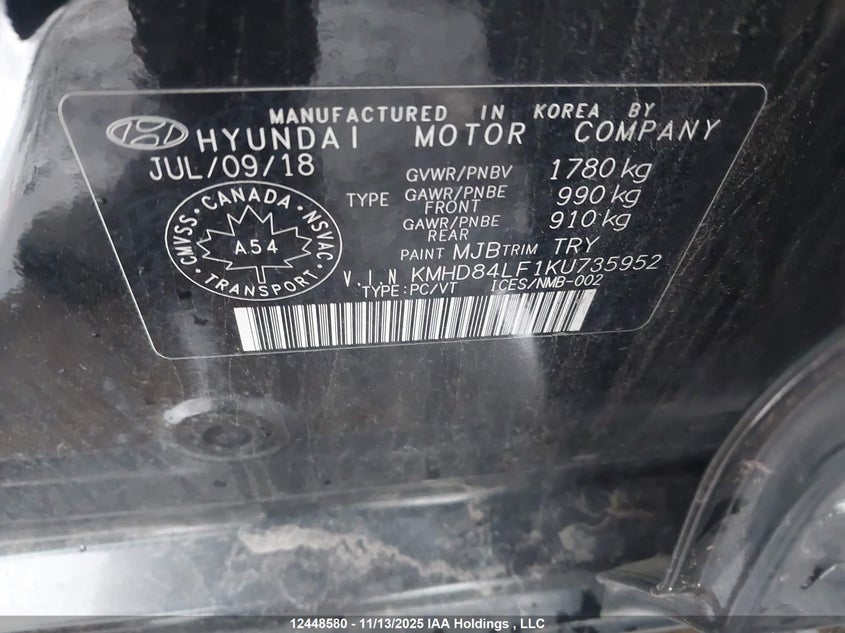 MANUFACTURED IN KOREA BY
HYUNDAI MOTOR COMPANY
JUL/09/18
GVWR/PNBV 1780 kg
TYPE GAWR/PNBE FRONT 990 kg
GAWR/PNBE REAR 910 kg
PAINT MJB TRIM TRY
V.I.N KMHD84LF1KU735952
TYPE:PC/VT ICES/NMB-002
CMVSS · CANADA · NSVAC
A54
TRANSPORT
12448580 - 11/13/2025 IAA Holdings , LLC